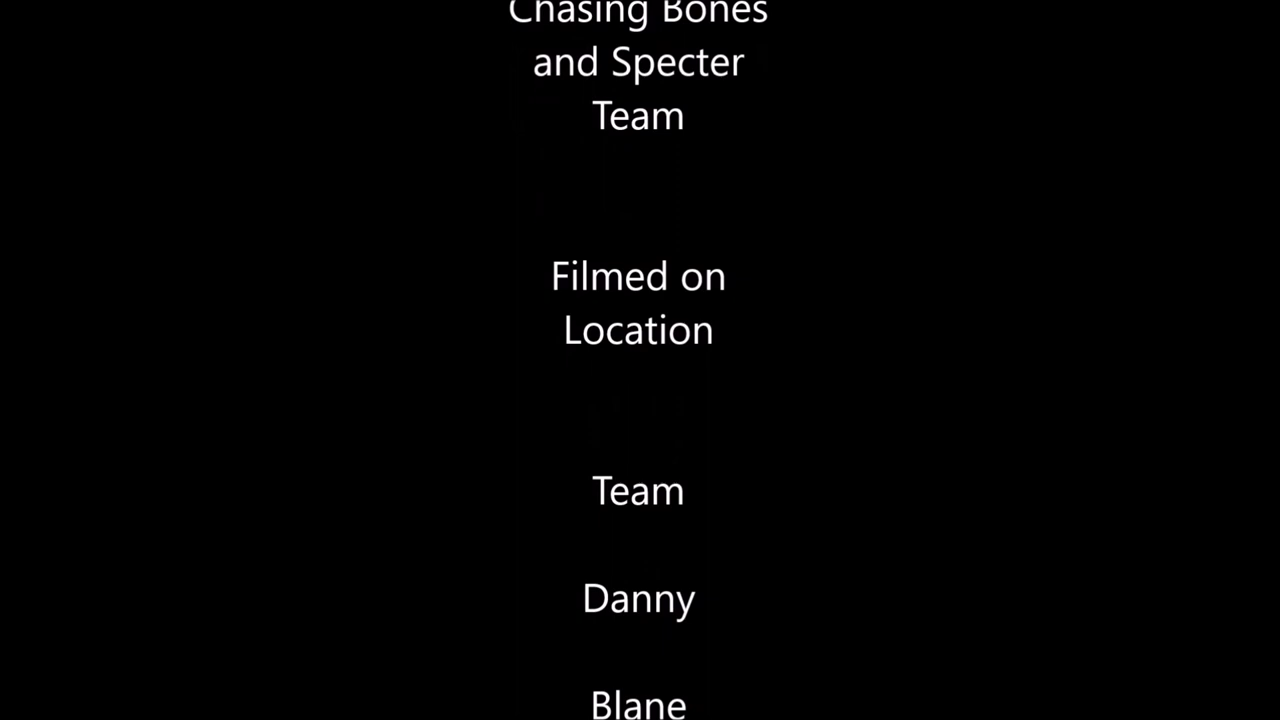 Chasing Bones
and Specter
Team
Filmed on
Location
Team
Danny
Blane